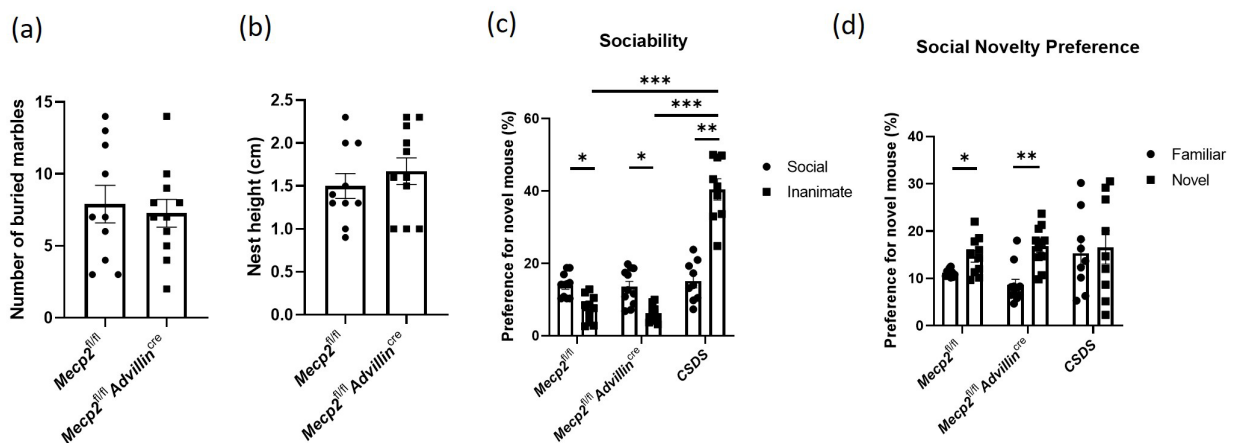 (a)
Number of buried marbles
15
10
5
0
Mecp2fl/fl
Mecp2fl/fl Advillincre
(b)
Nest height (cm)
2.5
2.0
1.5
1.0
0.5
0.0
Mecp2fl/fl
Mecp2fl/fl Advillincre
(c)
Sociability
Preference for novel mouse (%)
60
40
20
0
***
***
**
*
*
Social
Inanimate
Mecp2fl/fl
Mecp2fl/fl Advillincre
CSDS
(d)
Social Novelty Preference
Preference for novel mouse (%)
40
30
20
10
0
*
**
Familiar
Novel
Mecp2fl/fl
Mecp2fl/fl Advillincre
CSDS